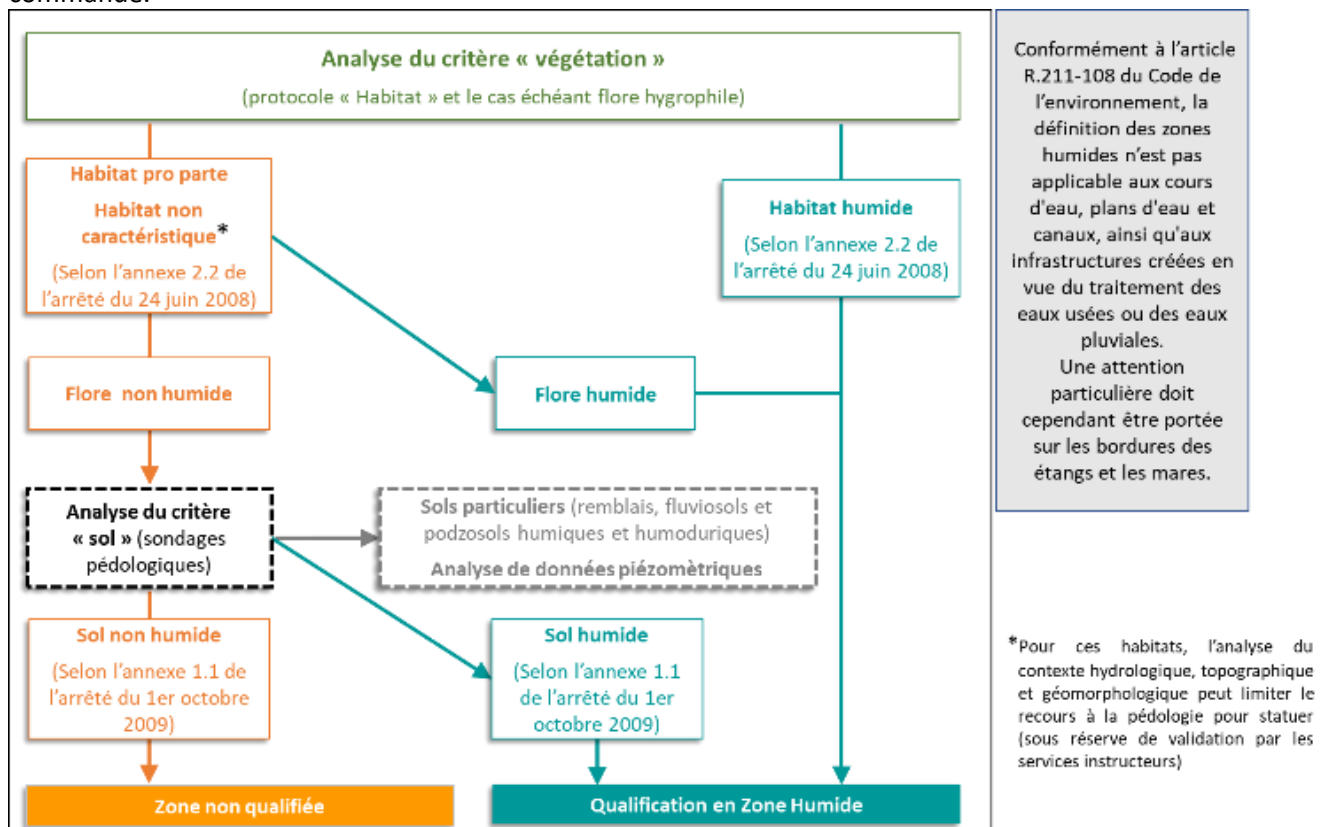 commande.
Analyse du critère « végétation »
(protocole « Habitat » et le cas échéant flore hygrophile)
Habitat pro parte
Habitat non
caractéristique*
(Selon l’annexe 2.2 de
l’arrêté du 24 juin 2008)
Habitat humide
(Selon l’annexe 2.2 de
l’arrêté du 24 juin 2008)
Flore non humide
Flore humide
Analyse du critère
« sol » (sondages
pédologiques)
Sols particuliers (remblais, fluviosols et
podzosols humiques et humoduriques)
Analyse de données piézomètriques
Sol non humide
(Selon l’annexe 1.1 de
l’arrêté du 1er octobre
2009)
Sol humide
(Selon l’annexe 1.1
de l’arrêté du 1er
octobre 2009)
Zone non qualifiée
Qualification en Zone Humide
Conformément à l’article
R.211-108 du Code de
l’environnement, la
définition des zones
humides n’est pas
applicable aux cours
d'eau, plans d'eau et
canaux, ainsi qu'aux
infrastructures créées en
vue du traitement des
eaux usées ou des eaux
pluviales.
Une attention
particulière doit
cependant être portée
sur les bordures des
étangs et les mares.
*Pour ces habitats, l’analyse du
contexte hydrologique, topographique
et géomorphologique peut limiter le
recours à la pédologie pour statuer
(sous réserve de validation par les
services instructeurs)